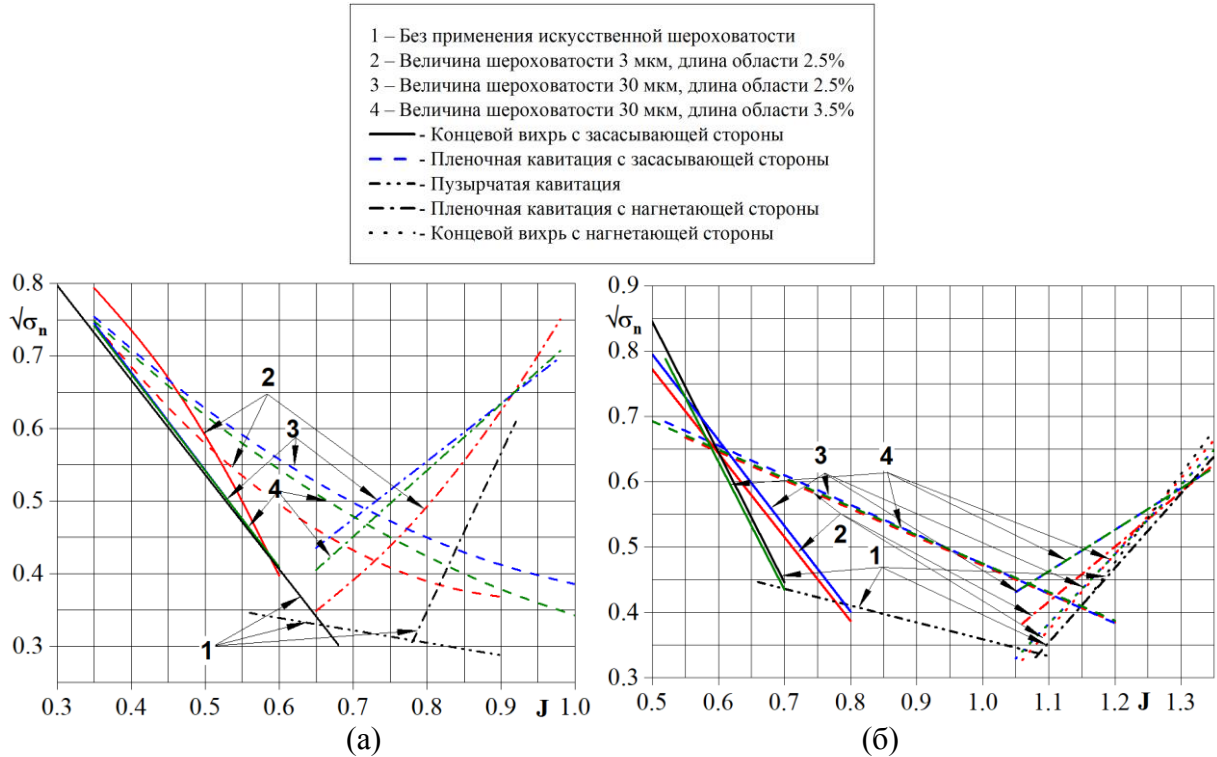 1 – Без применения искусственной шероховатости
2 – Величина шероховатости 3 мкм, длина области 2.5%
3 – Величина шероховатости 30 мкм, длина области 2.5%
4 – Величина шероховатости 30 мкм, длина области 3.5%
- Концевой вихрь с засасывающей стороны
- Пленочная кавитация с засасывающей стороны
- Пузырчатая кавитация
- Пленочная кавитация с нагнетающей стороны
- Концевой вихрь с нагнетающей стороны
0.8
√σn
0.7
0.6
0.5
0.4
0.3
0.3 0.4 0.5 0.6 0.7 0.8 0.9 J 1.0
2
3
4
1
(а)
0.9
√σn
0.8
0.7
0.6
0.5
0.4
0.3
0.5 0.6 0.7 0.8 0.9 1.0 1.1 1.2 J 1.3
3 4
2
1
(б)